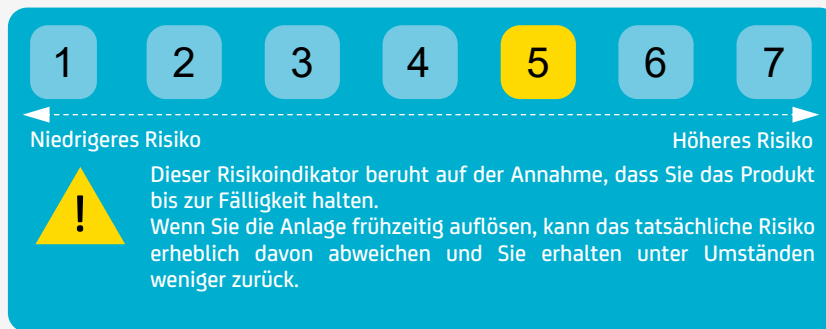 1 2 3 4 5 6 7
Niedrigeres Risiko Höheres Risiko
Dieser Risikoindikator beruht auf der Annahme, dass Sie das Produkt
bis zur Fälligkeit halten.
Wenn Sie die Anlage frühzeitig auflösen, kann das tatsächliche Risiko
erheblich davon abweichen und Sie erhalten unter Umständen
weniger zurück.
!